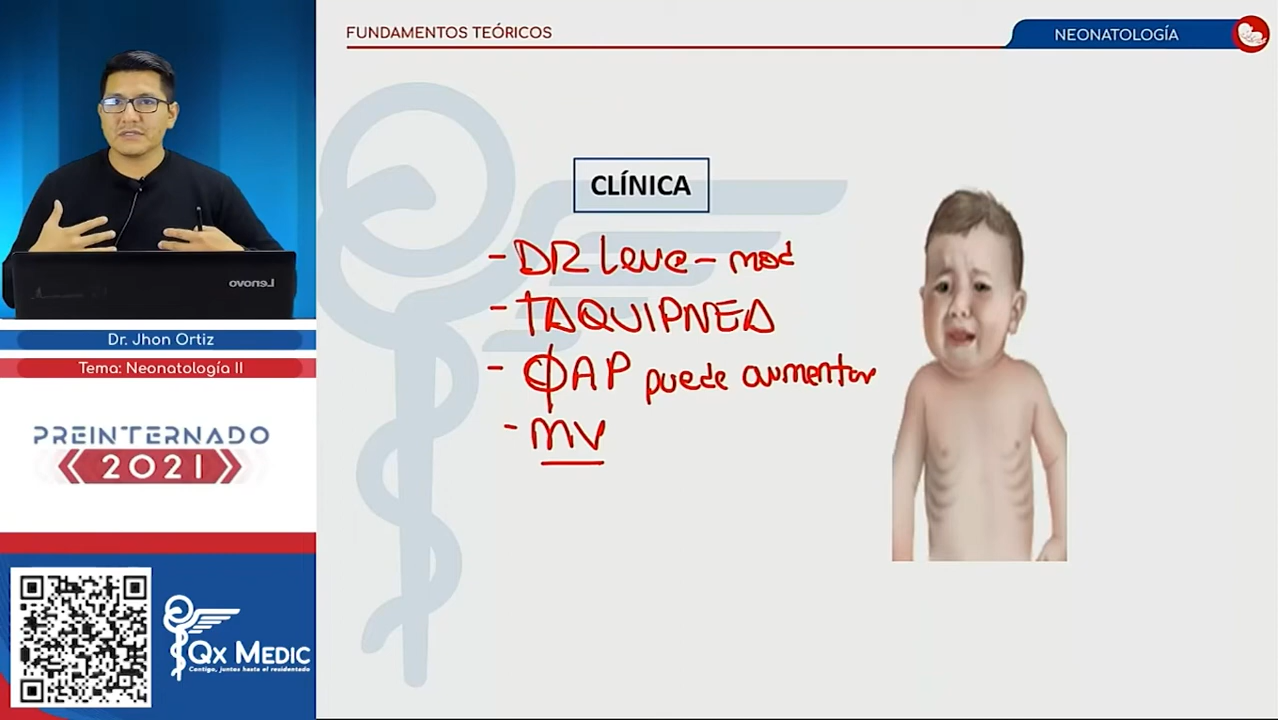 FUNDAMENTOS TEÓRICOS
NEONATOLOGÍA
CLÍNICA
- DR leve - mod
- TAQUIPNEA
- ΦAP puede aumentar
- MV
Lenovo
Dr. Jhon Ortiz
Tema: Neonatología II
PREINTERNADO
2021
QX MEDIC
Contigo, juntos hasta el residentado